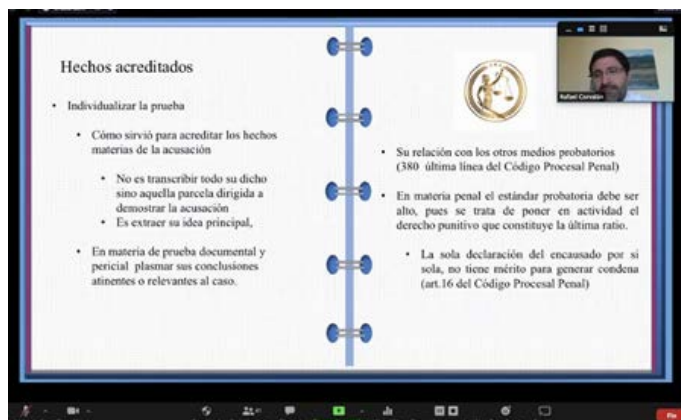 Hechos acreditados
• Individualizar la prueba
• Cómo sirvió para acreditar los hechos
materias de la acusación
• No es transcribir todo su dicho
sino aquella parcela dirigida a
demostrar la acusación
• Es extraer su idea principal,
• En materia de prueba documental y
pericial plasmar sus conclusiones
atinentes o relevantes al caso.
• Su relación con los otros medios probatorios
(380 última línea del Código Procesal Penal)
• En materia penal el estándar probatoria debe ser
alto, pues se trata de poner en actividad el
derecho punitivo que constituye la última ratio.
• La sola declaración del encausado por si
sola, no tiene mérito para generar condena
(art.16 del Código Procesal Penal)
Rafael Corvalán
Fin